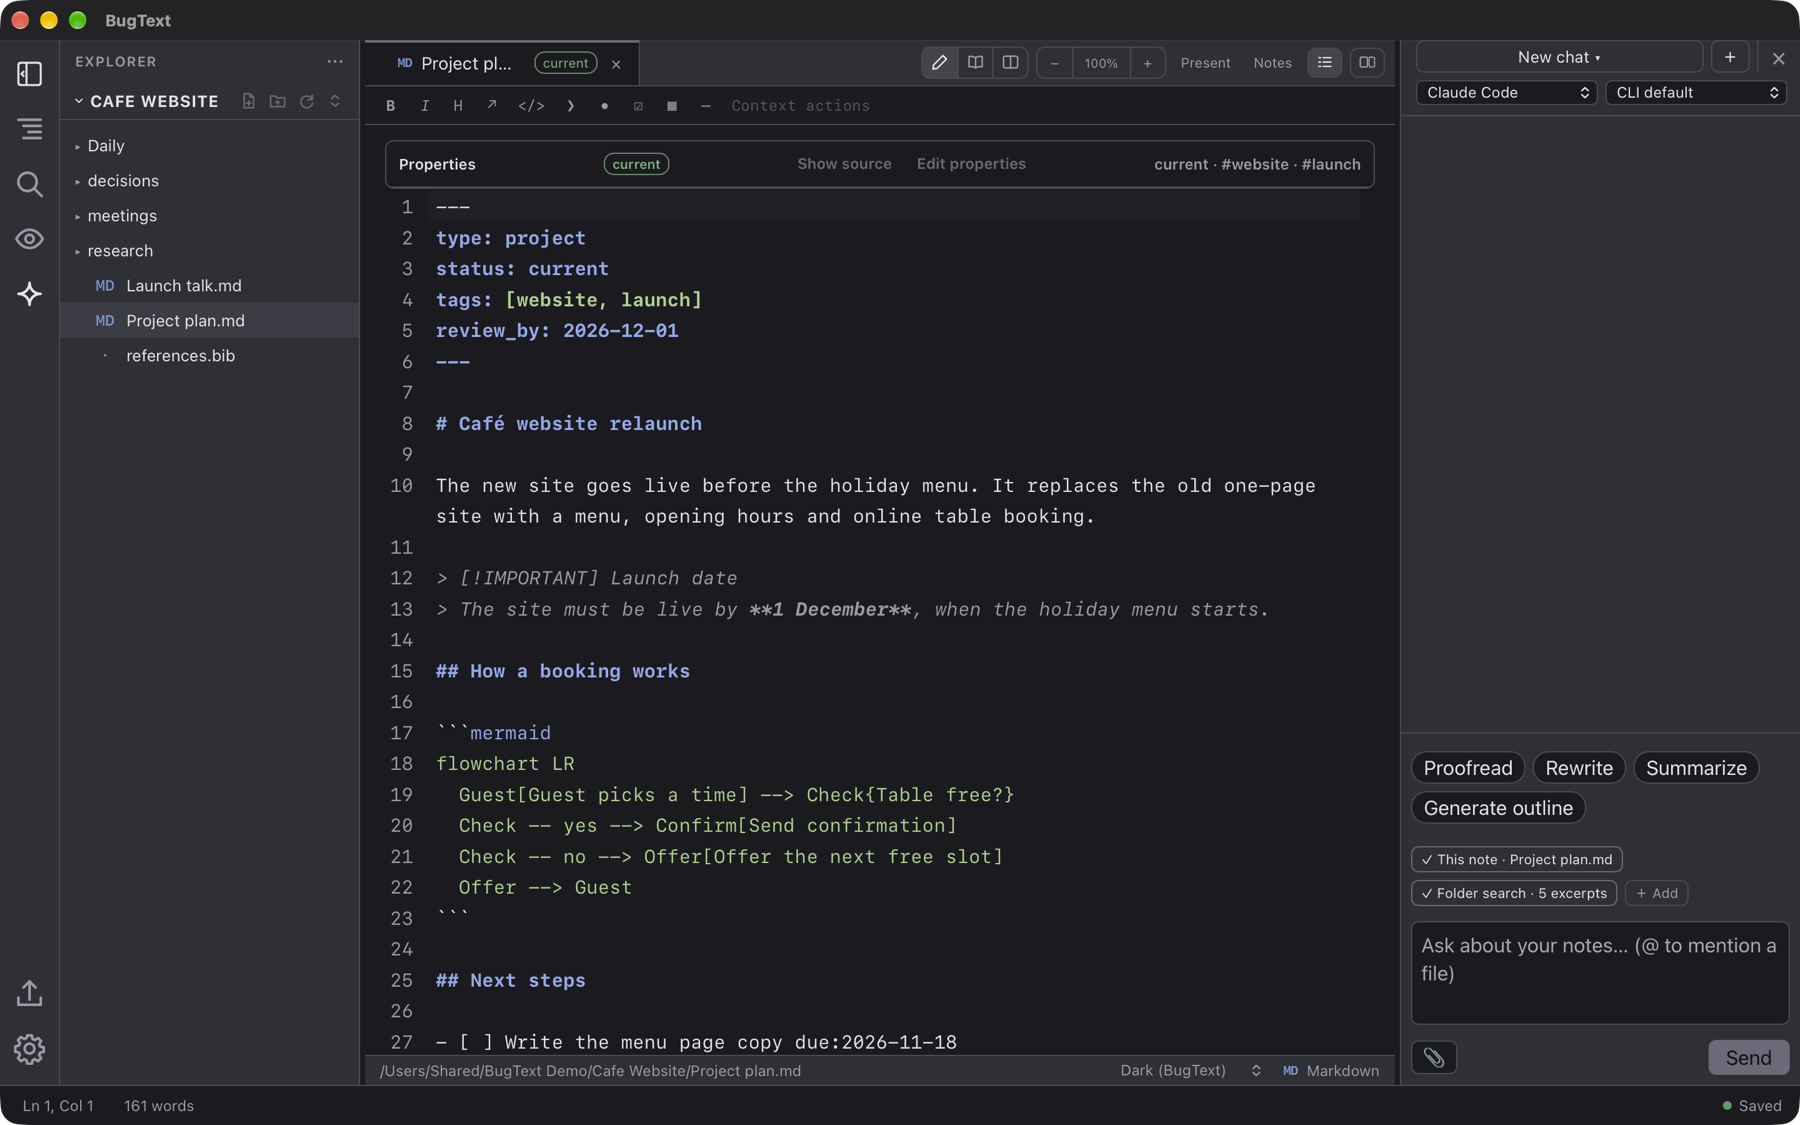 BugText
EXPLORER
CAFE WEBSITE
Daily
decisions
meetings
research
MD Launch talk.md
MD Project plan.md
references.bib
MD Project pl... current ×
100%
Present
Notes
B I H ↗ </> ❯ Context actions
Properties current Show source Edit properties current · #website · #launch
1 ---
2 type: project
3 status: current
4 tags: [website, launch]
5 review_by: 2026-12-01
6 ---
7
8 # Café website relaunch
9
10 The new site goes live before the holiday menu. It replaces the old one-page
site with a menu, opening hours and online table booking.
11
12 > [!IMPORTANT] Launch date
13 > The site must be live by **1 December**, when the holiday menu starts.
14
15 ## How a booking works
16
17 ```mermaid
18 flowchart LR
19 Guest[Guest picks a time] --> Check{Table free?}
20 Check -- yes --> Confirm[Send confirmation]
21 Check -- no --> Offer[Offer the next free slot]
22 Offer --> Guest
23 ```
24
25 ## Next steps
26
27 - [ ] Write the menu page copy due:2026-11-18
/Users/Shared/BugText Demo/Cafe Website/Project plan.md
Dark (BugText)
MD Markdown
New chat
Claude Code
CLI default
Proofread
Rewrite
Summarize
Generate outline
✓ This note · Project plan.md
✓ Folder search · 5 excerpts
+ Add
Ask about your notes... (@ to mention a
file)
Send
Ln 1, Col 1
161 words
Saved